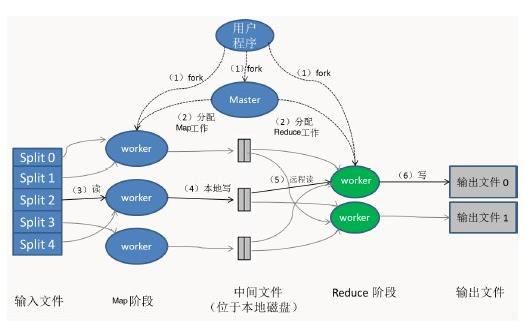 用户
程序
(1) fork
(1) fork
(1) fork
Master
(2) 分配
Map工作
(2) 分配
Reduce工作
worker
Split 0
Split 1
Split 2
Split 3
Split 4
(3) 读
worker
(4) 本地写
(5) 远程读
worker
(6) 写
输出文件 0
worker
worker
输出文件 1
输入文件
Map 阶段
中间文件
(位于本地磁盘)
Reduce 阶段
输出文件